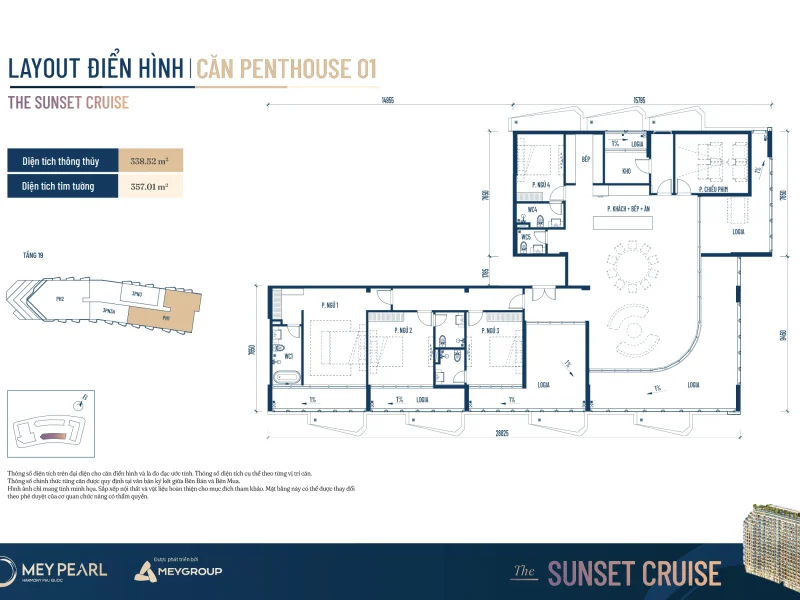 LAYOUT ĐIỂN HÌNH | CĂN PENTHOUSE 01
THE SUNSET CRUISE
Diện tích thông thủy 338.52 m²
Diện tích tim tường 357.01 m²
TẦNG 19
PH2
3PN3
3PN2A
PH1
14955
15785
BẾP
1%
LOGIA
KHO
P. NGỦ 4
P. CHIẾU PHIM
1%
7650
7650
WC4
P. KHÁCH + BẾP + ĂN
LOGIA
WC5
1785
P. NGỦ 1
P. NGỦ 2
P. NGỦ 3
9450
7650
WC1
1%
LOGIA
LOGIA
1%
1%
1%
LOGIA
1%
28825
Thông số diện tích trên đại diện cho căn điển hình và là đo đạc ước tính. Thông số diện tích cụ thể theo từng vị trí căn.
Thông số chính thức từng căn được quy định tại văn bản ký kết giữa Bên Bán và Bên Mua.
Hình ảnh chỉ mang tính minh họa. Sắp xếp nội thất và vật liệu hoàn thiện cho mục đích tham khảo. Mặt bằng này có thể được thay đổi
theo phê duyệt của cơ quan chức năng có thẩm quyền.
MEY PEARL
HARMONY PHU QUOC
Được phát triển bởi
MEYGROUP
The SUNSET CRUISE